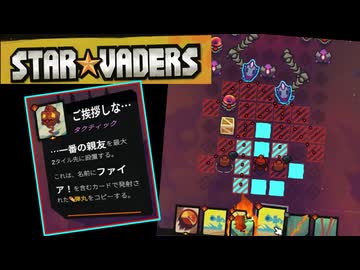 STAR★VADERS
ご挨拶しな…
タクティック
…一番の親友を最大
2タイル先に設置する。
これは、名前にファイ
ア！を含むカードで発射さ
れた弾丸をコピーする。